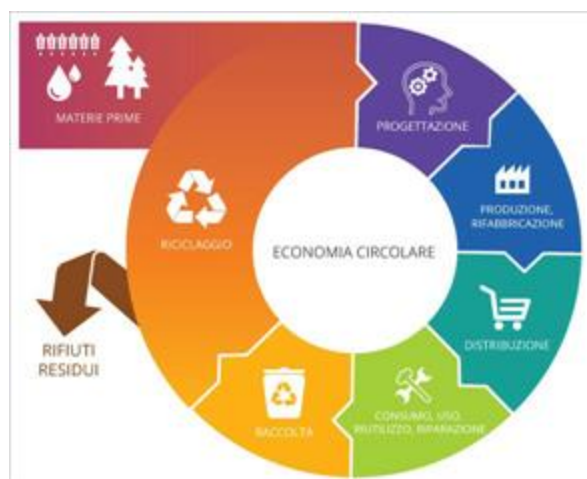 MATERIE PRIME
PROGETTAZIONE
PRODUZIONE,
RIFABBRICAZIONE
RICICLAGGIO
ECONOMIA CIRCOLARE
DISTRIBUZIONE
RIFIUTI
RESIDUI
CONSUMO, USO,
RIUTILIZZO, RIPARAZIONE
RACCOLTA